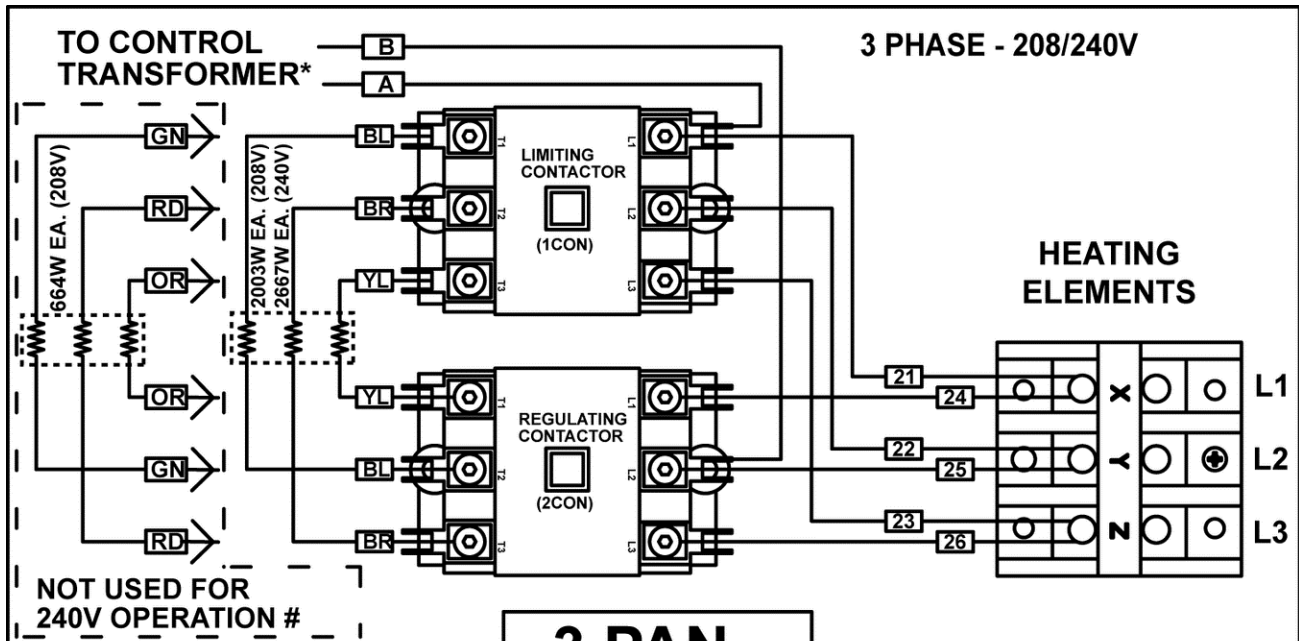 TO CONTROL
TRANSFORMER*
B
A
3 PHASE - 208/240V
GN
RD
OR
664W EA. (208V)
OR
GN
RD
NOT USED FOR
240V OPERATION #
2003W EA. (208V)
2667W EA. (240V)
BL
BR
YL
YL
BL
BR
T1
T2
T3
LIMITING
CONTACTOR
(1CON)
L1
L2
L3
T1
T2
T3
REGULATING
CONTACTOR
(2CON)
L1
L2
L3
21
24
22
25
23
26
HEATING
ELEMENTS
X
Y
Z
L1
L2
L3
3 PAN